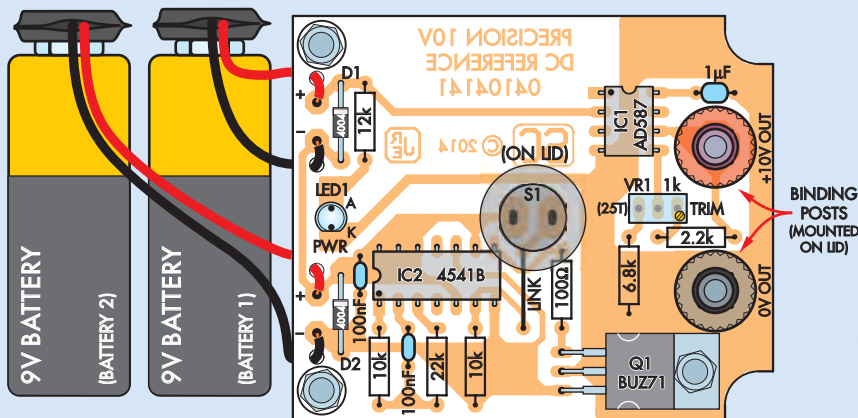 9V BATTERY
(BATTERY 2)
9V BATTERY
(BATTERY 1)
PRECISION 10V
DC REFERENCE
04104141
© 2014
+
–
D1
4004
12k
LED1
A
K
PWR
+
–
4004
D2
100nF
IC2 4541B
10k
100nF
22k
10k
(ON LID)
S1
LINK
100Ω
1µF
IC1
AD587
VR1 1k
(25T)
TRIM
2.2k
6.8k
+10V OUT
0V OUT
Q1
BUZ71
BINDING
POSTS
(MOUNTED
ON LID)